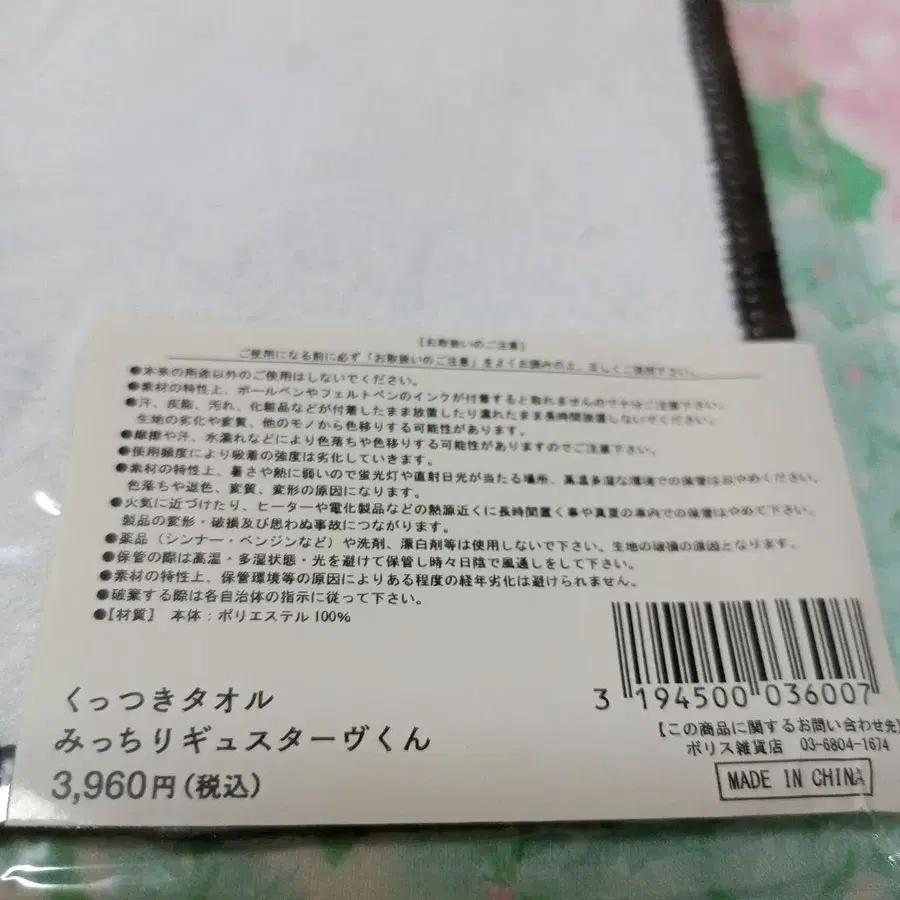 【お取扱いのご注意】
ご使用になる前に必ず「お取扱いのご注意」をよくお読みの上、正しくご使用下さい。
●本来の用途以外のご使用はしないでください。
●素材の特性上、ボールペンやフェルトペンのインクが付着すると取れませんので十分ご注意下さい。
●汗、皮脂、汚れ、化粧品などが付着したまま放置したり濡れたまま長時間放置しないでください。
生地の劣化や変質、他のモノから色移りする可能性があります。
●摩擦や汗、水濡れなどにより色落ちや色移りする可能性がありますのでご注意下さい。
●使用頻度により吸着の強度は劣化していきます。
●素材の特性上、暑さや熱に弱いので蛍光灯や直射日光が当たる場所、高温多湿な環境での保管はおやめください。
色落ちや退色、変質、変形の原因になります。
●火気に近づけたり、ヒーターや電化製品などの熱源近くに長時間置く事や真夏の車内での保管はやめて下さい。
製品の変形・破損及び思わぬ事故につながります。
●薬品（シンナー・ベンジンなど）や洗剤、漂白剤等は使用しないで下さい。生地の破損の原因となります。
●保管の際は高温・多湿状態・光を避けて保管し時々日陰で風通しをして下さい。
●素材の特性上、保管環境等の原因によりある程度の経年劣化は避けられません。
●破棄する際は各自治体の指示に従って下さい。
●【材質】 本体：ポリエステル100%
くっつきタオル
みっちりギュスターヴくん
3,960円（税込）
3 194500 036007
【この商品に関するお問い合わせ先】
ポリス雑貨店 03-6804-1674
MADE IN CHINA